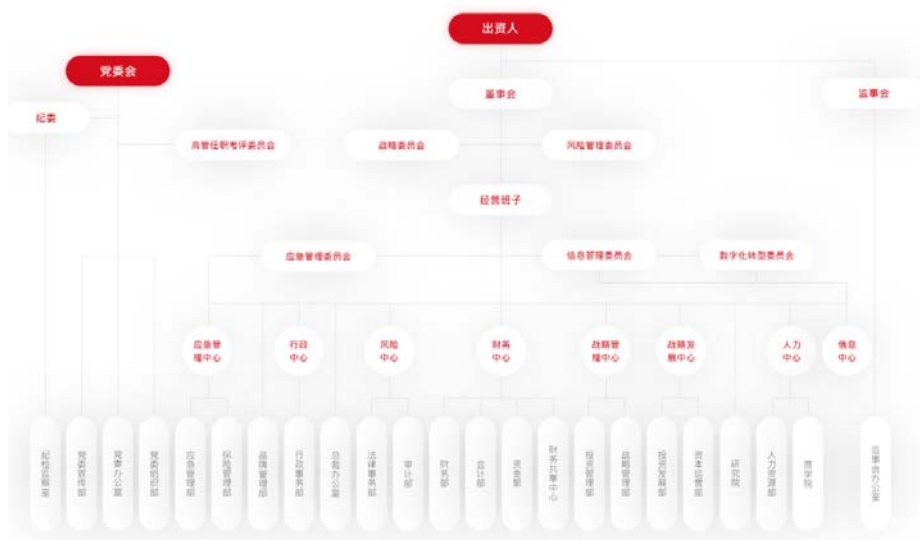 出资人
党委会
董事会
监事会
纪委
高管任职考评委员会
战略委员会
风险管理委员会
经营班子
应急管理委员会
信息管理委员会
数字化转型委员会
应急管
理中心
行政
中心
风险
中心
财务
中心
战略管
理中心
战略发
展中心
人力
中心
信息
中心
纪检监察室
党委宣传部
党委办公室
党委组织部
应急管理部
保险管理部
品牌管理部
行政事务部
总裁办公室
法律事务部
审计部
财务部
会计部
资金部
财务共享中心
投资管理部
战略管理部
投资发展部
资本运营部
研究院
人力资源部
商学院
监事会办公室